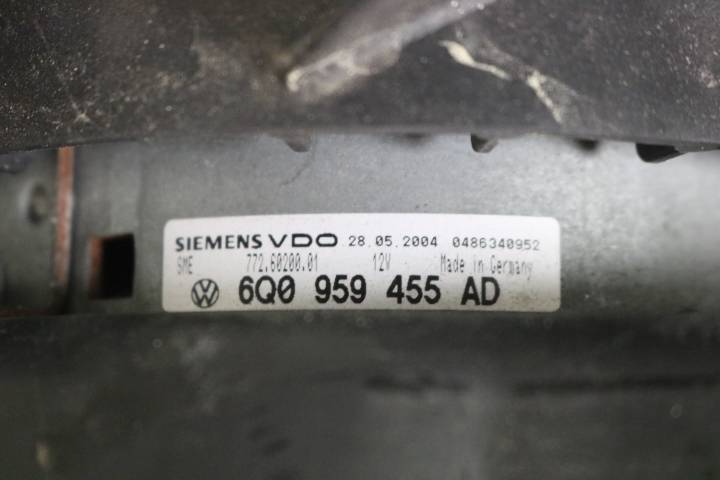 SIEMENS VDO 28.05.2004 0486340952
SME 772.60200.01 12V Made in Germany
6Q0 959 455 AD